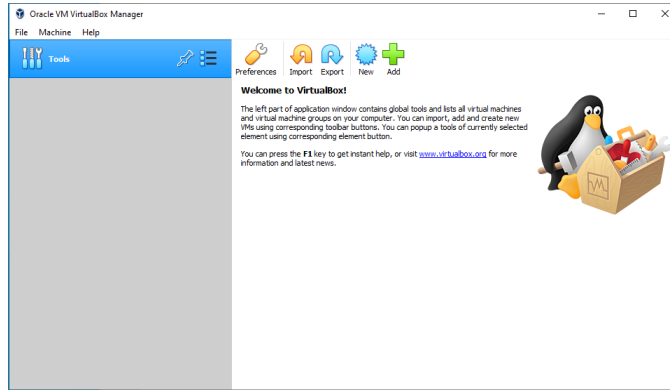 Oracle VM VirtualBox Manager
File Machine Help
Tools
Preferences Import Export New Add
Welcome to VirtualBox!
The left part of application window contains global tools and lists all virtual machines
and virtual machine groups on your computer. You can import, add and create new
VMs using corresponding toolbar buttons. You can popup a tools of currently selected
element using corresponding element button.
You can press the F1 key to get instant help, or visit www.virtualbox.org for more
information and latest news.